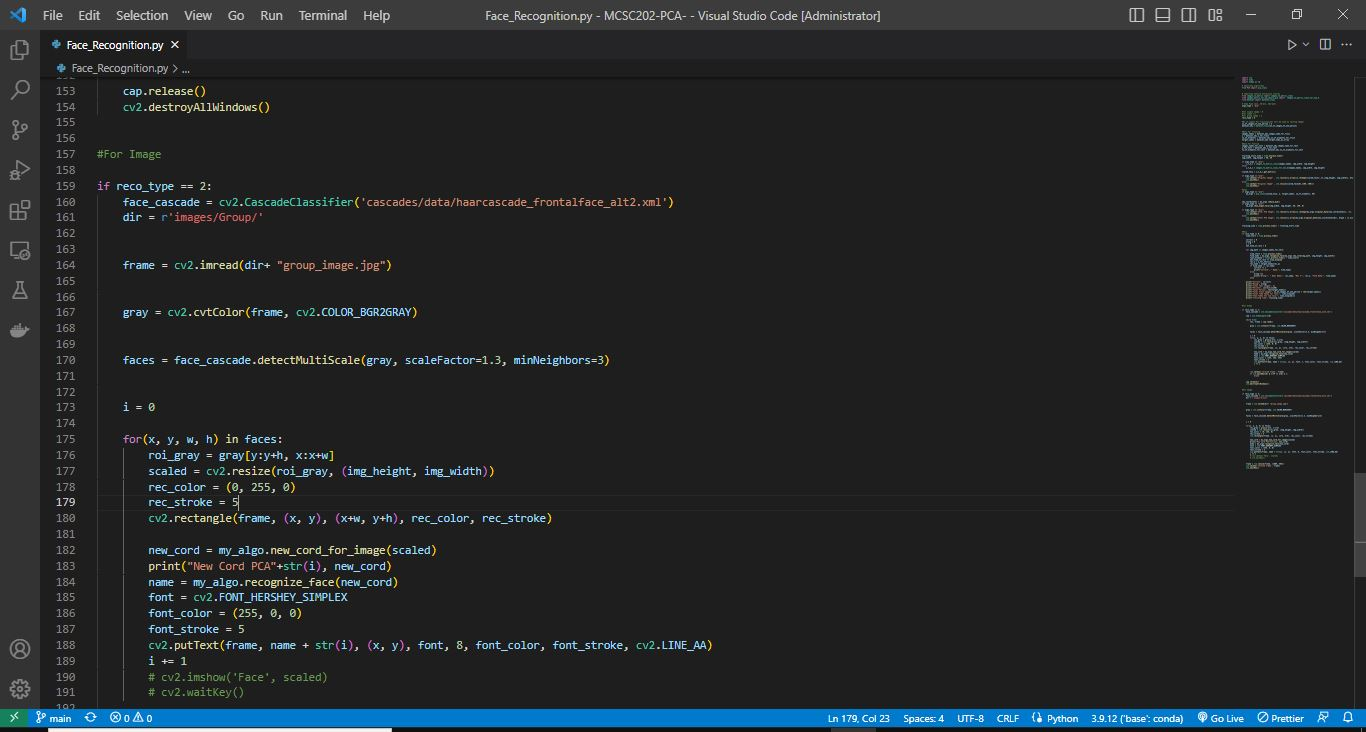 File Edit Selection View Go Run Terminal Help Face_Recognition.py - MCSC202-PCA- - Visual Studio Code [Administrator]
Face_Recognition.py
Face_Recognition.py > ...
153 cap.release()
154 cv2.destroyAllWindows()
155
156
157 #For Image
158
159 if reco_type == 2:
160 face_cascade = cv2.CascadeClassifier('cascades/data/haarcascade_frontalface_alt2.xml')
161 dir = r'images/Group/'
162
163
164 frame = cv2.imread(dir+ "group_image.jpg")
165
166
167 gray = cv2.cvtColor(frame, cv2.COLOR_BGR2GRAY)
168
169
170 faces = face_cascade.detectMultiScale(gray, scaleFactor=1.3, minNeighbors=3)
171
172
173 i = 0
174
175 for(x, y, w, h) in faces:
176 roi_gray = gray[y:y+h, x:x+w]
177 scaled = cv2.resize(roi_gray, (img_height, img_width))
178 rec_color = (0, 255, 0)
179 rec_stroke = 5
180 cv2.rectangle(frame, (x, y), (x+w, y+h), rec_color, rec_stroke)
181
182 new_cord = my_algo.new_cord_for_image(scaled)
183 print("New Cord PCA"+str(i), new_cord)
184 name = my_algo.recognize_face(new_cord)
185 font = cv2.FONT_HERSHEY_SIMPLEX
186 font_color = (255, 0, 0)
187 font_stroke = 5
188 cv2.putText(frame, name + str(i), (x, y), font, 8, font_color, font_stroke, cv2.LINE_AA)
189 i += 1
190 # cv2.imshow('Face', scaled)
191 # cv2.waitKey()
192
main 0 0 Ln 179, Col 23 Spaces: 4 UTF-8 CRLF Python 3.9.12 ('base': conda) Go Live Prettier